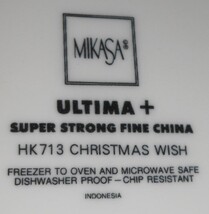 MIKASA®
ULTIMA +
SUPER STRONG FINE CHINA
HK713 CHRISTMAS WISH
FREEZER TO OVEN AND MICROWAVE SAFE
DISHWASHER PROOF - CHIP RESISTANT
INDONESIA